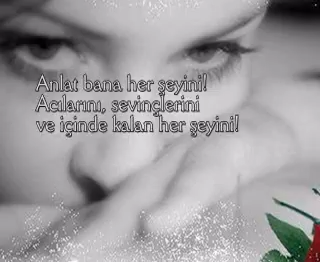 Anlat bana her şeyini!
Acılarını, sevinçlerini
ve içinde kalan her şeyini!